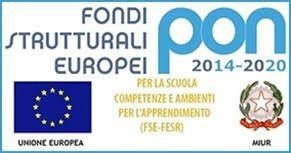 FONDI
STRUTTURALI
EUROPEI
pon
2014-2020
PER LA SCUOLA
COMPETENZE E AMBIENTI
PER L'APPRENDIMENTO
(FSE-FESR)
UNIONE EUROPEA
MIUR